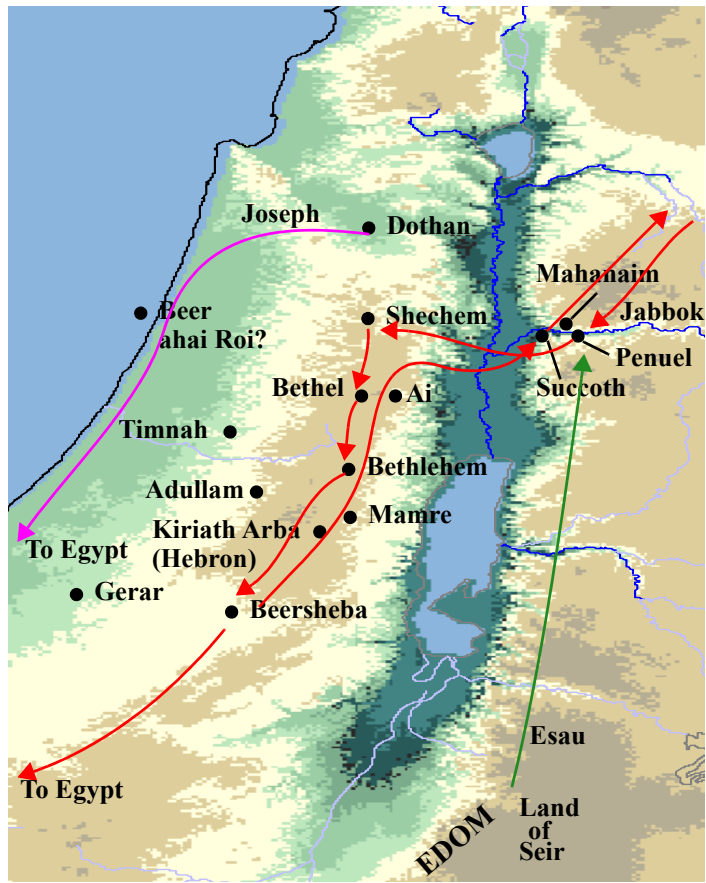 Joseph
Dothan
Mahanaim
Beer
ahai Roi?
Shechem
Jabbok
Penuel
Succoth
Bethel
Ai
Timnah
Bethlehem
Adullam
Mamre
Kiriath Arba
(Hebron)
To Egypt
Gerar
Beersheba
Esau
To Egypt
EDOM
Land
of
Seir